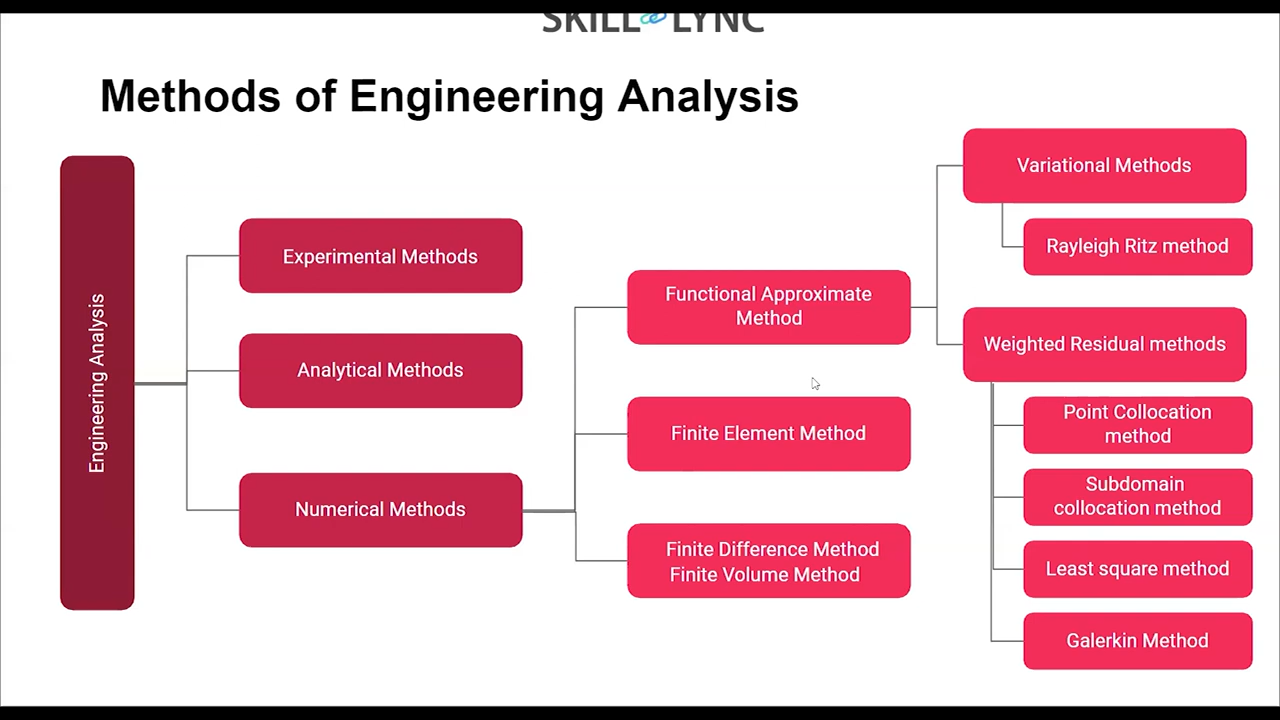 SKILL LYNC
Methods of Engineering Analysis
Engineering Analysis
Experimental Methods
Analytical Methods
Numerical Methods
Functional Approximate
Method
Finite Element Method
Finite Difference Method
Finite Volume Method
Variational Methods
Rayleigh Ritz method
Weighted Residual methods
Point Collocation
method
Subdomain
collocation method
Least square method
Galerkin Method